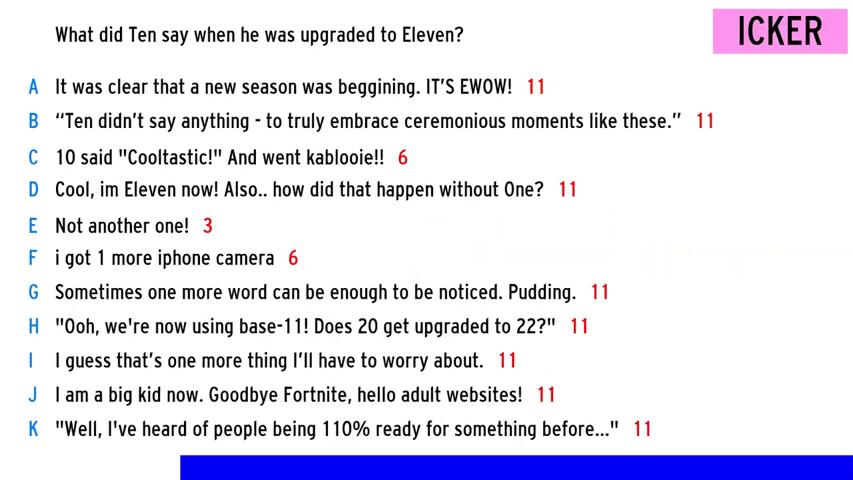 What did Ten say when he was upgraded to Eleven?
ICKER
A It was clear that a new season was beggining. IT'S EWOW! 11
B “Ten didn’t say anything - to truly embrace ceremonious moments like these.” 11
C 10 said "Cooltastic!" And went kablooie!! 6
D Cool, im Eleven now! Also.. how did that happen without One? 11
E Not another one! 3
F i got 1 more iphone camera 6
G Sometimes one more word can be enough to be noticed. Pudding. 11
H "Ooh, we're now using base-11! Does 20 get upgraded to 22?" 11
I I guess that’s one more thing I’ll have to worry about. 11
J I am a big kid now. Goodbye Fortnite, hello adult websites! 11
K "Well, I've heard of people being 110% ready for something before..." 11